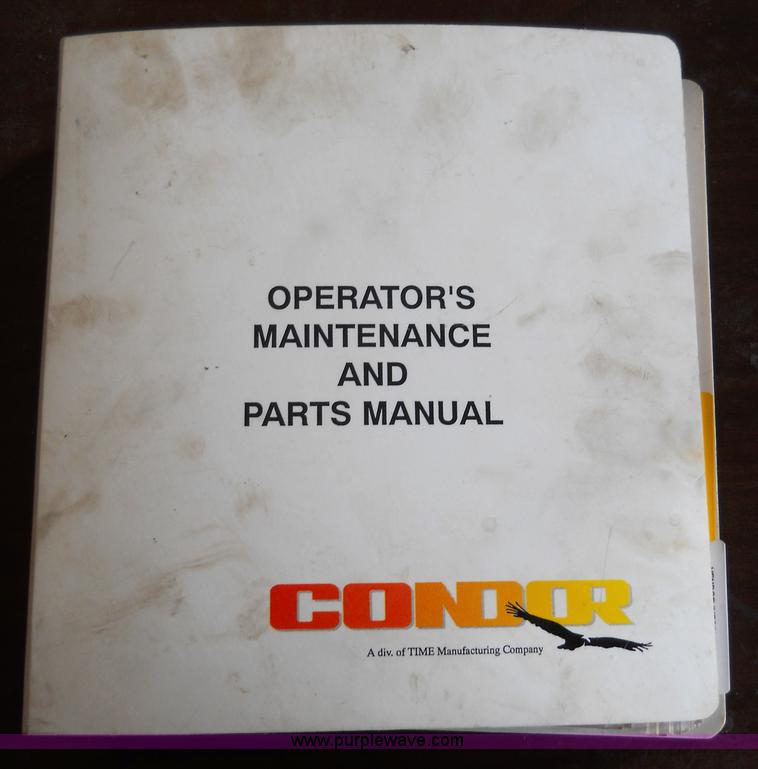 OPERATOR'S
MAINTENANCE
AND
PARTS MANUAL
CONDOR
A div. of TIME Manufacturing Company
www.purplewave.com